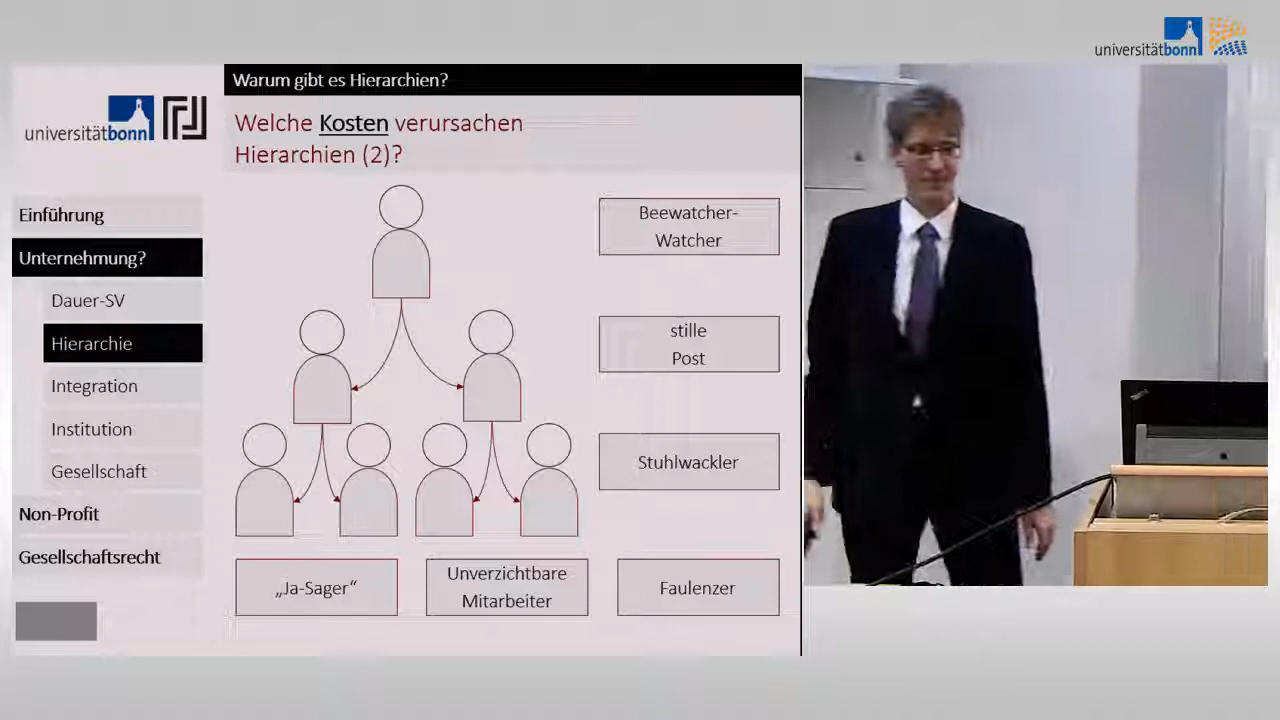 universitätbonn
universitätbonn
Warum gibt es Hierarchien?
Welche Kosten verursachen
Hierarchien (2)?
Einführung
Unternehmung?
Dauer-SV
Hierarchie
Integration
Institution
Gesellschaft
Non-Profit
Gesellschaftsrecht
Beewatcher-
Watcher
stille
Post
Stuhlwackler
„Ja-Sager“
Unverzichtbare
Mitarbeiter
Faulenzer